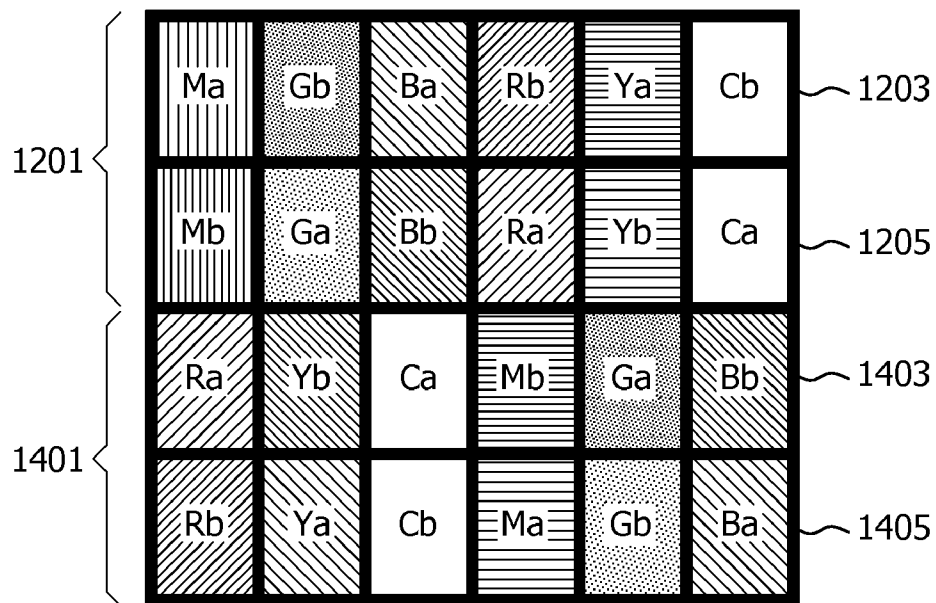 Ma Gb Ba Rb Ya Cb 1203
1201
Mb Ga Bb Ra Yb Ca 1205
Ra Yb Ca Mb Ga Bb 1403
1401
Rb Ya Cb Ma Gb Ba 1405